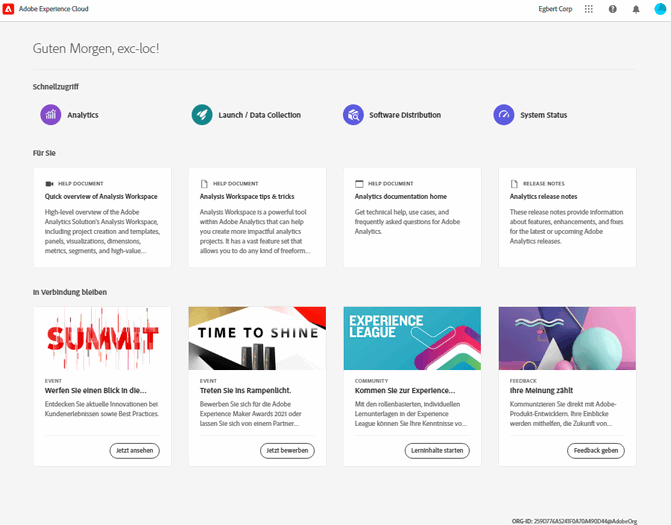 Adobe Experience Cloud
Egbert Corp
Guten Morgen, exc-loc!
Schnellzugriff
Analytics
Launch / Data Collection
Software Distribution
System Status
Für Sie
HELP DOCUMENT
Quick overview of Analysis Workspace
High-level overview of the Adobe
Analytics Solution's Analysis Workspace,
including project creation and templates,
panels, visualizations, dimensions,
metrics, segments, and high-value...
HELP DOCUMENT
Analysis Workspace tips & tricks
Analysis Workspace is a powerful tool
within Adobe Analytics that can help
you create more impactful analytics
projects. It has a vast feature set that
allows you to do any kind of freeform...
HELP DOCUMENT
Analytics documentation home
Get technical help, use cases, and
frequently asked questions for Adobe
Analytics.
RELEASE NOTES
Analytics release notes
These release notes provide information
about features, enhancements, and fixes
for the latest or upcoming Adobe
Analytics releases.
In Verbindung bleiben
SUMMIT
EVENT
Werfen Sie einen Blick in die...
Entdecken Sie aktuelle Innovationen bei
Kundenerlebnissen sowie Best Practices.
Jetzt ansehen
TIME TO SHINE
EVENT
Treten Sie ins Rampenlicht.
Bewerben Sie sich für die Adobe
Experience Maker Awards 2021 oder
lassen Sie sich von einem Partner...
Jetzt bewerben
EXPERIENCE
LEAGUE
COMMUNITY
Kommen Sie zur Experience...
Mit den rollenbasierten, individuellen
Lernunterlagen in der Experience
League können Sie Ihre Kenntnisse vo...
Lerninhalte starten
FEEDBACK
Ihre Meinung zählt
Kommunizieren Sie direkt mit Adobe-
Produkt-Entwicklern. Ihre Einblicke
werden mithelfen, die Zukunft von...
Feedback geben
ORG-ID: 259D776A5241F0A70A490D44@AdobeOrg